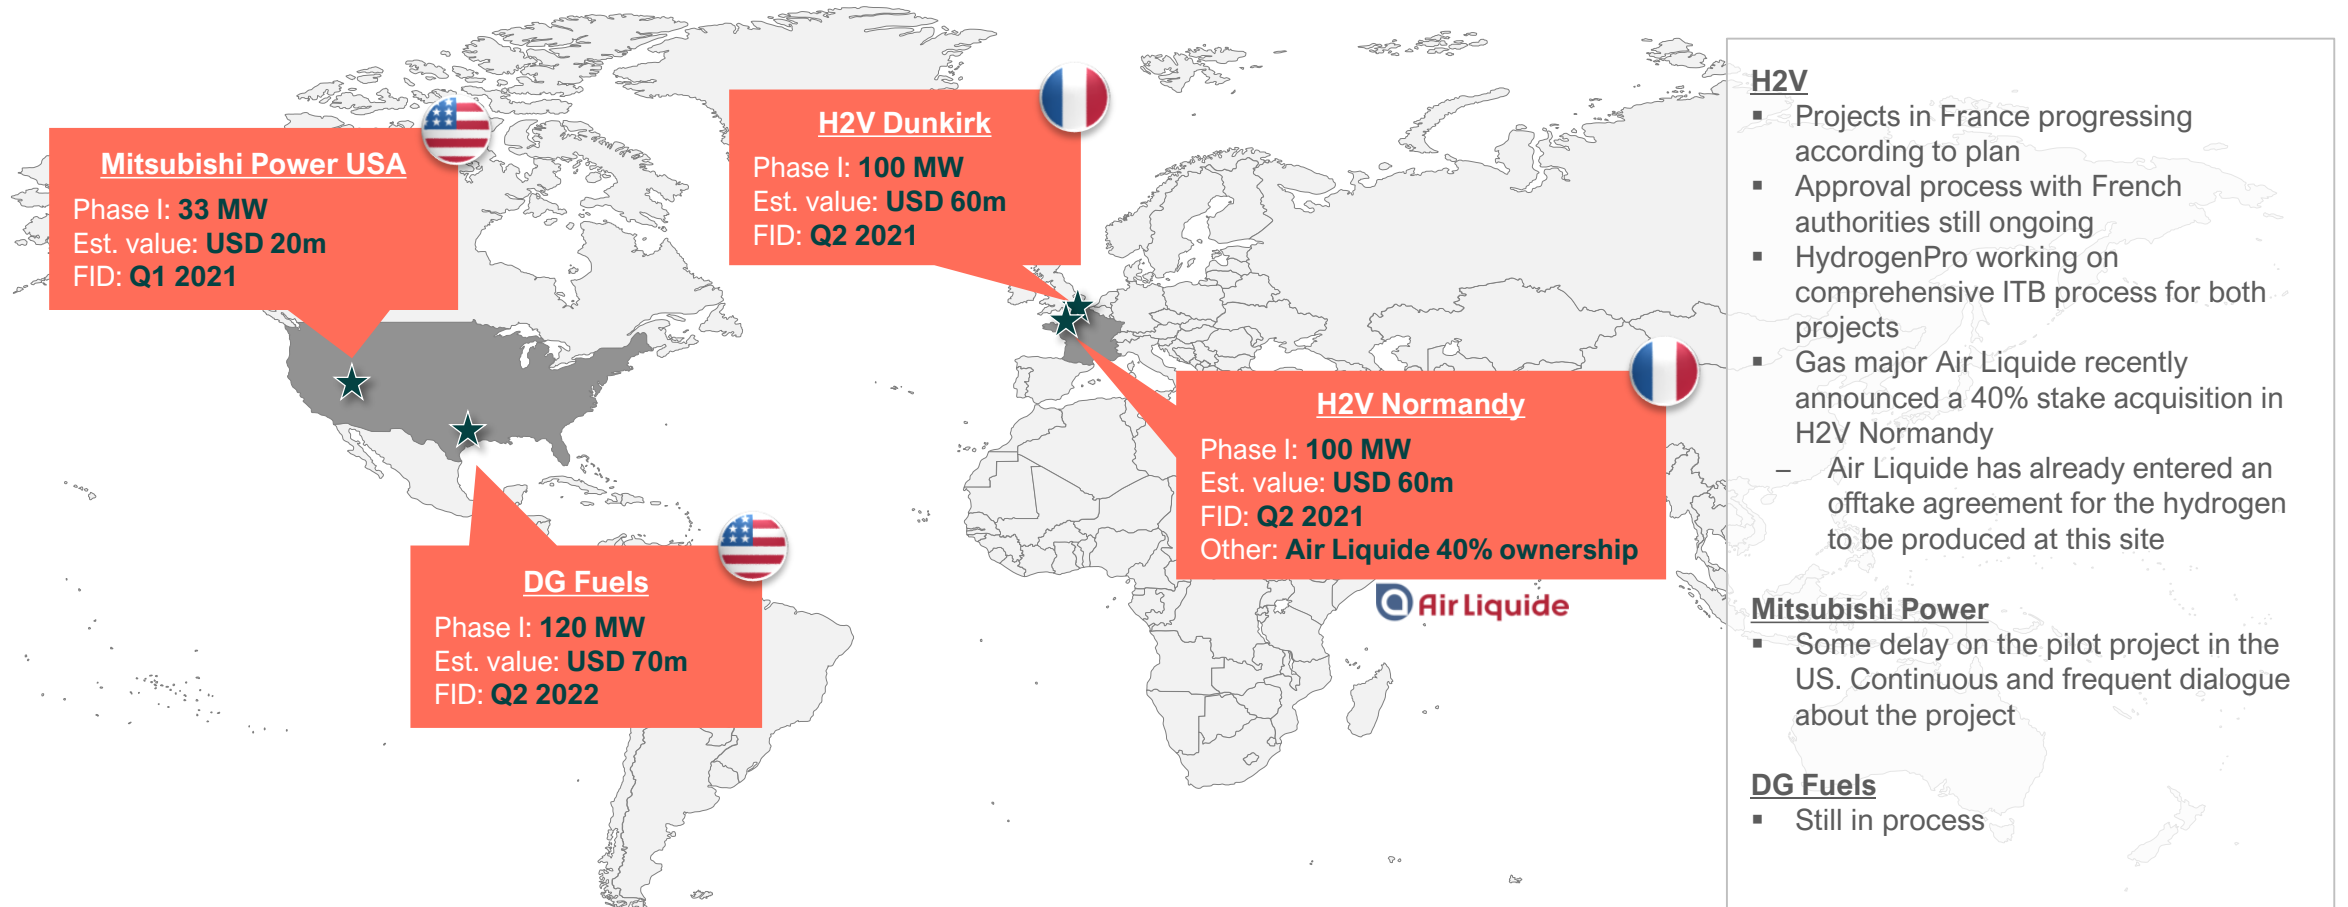 Mitsubishi Power USA
Phase I: 33 MW
Est. value: USD 20m
FID: Q1 2021
H2V Dunkirk
Phase I: 100 MW
Est. value: USD 60m
FID: Q2 2021
H2V Normandy
Phase I: 100 MW
Est. value: USD 60m
FID: Q2 2021
Other: Air Liquide 40% ownership
Air Liquide
DG Fuels
Phase I: 120 MW
Est. value: USD 70m
FID: Q2 2022
H2V
▪ Projects in France progressing
according to plan
▪ Approval process with French
authorities still ongoing
▪ HydrogenPro working on
comprehensive ITB process for both
projects
▪ Gas major Air Liquide recently
announced a 40% stake acquisition in
H2V Normandy
– Air Liquide has already entered an
offtake agreement for the hydrogen
to be produced at this site
Mitsubishi Power
▪ Some delay on the pilot project in the
US. Continuous and frequent dialogue
about the project
DG Fuels
▪ Still in process